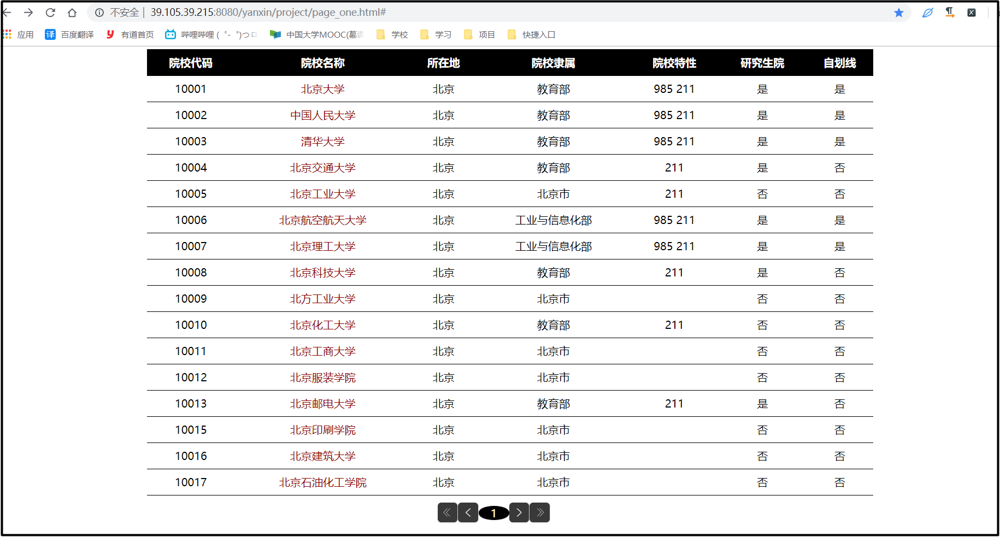 不安全 | 39.105.39.215:8080/yanxin/project/page_one.html#
应用 译 百度翻译 y 有道首页 哔哩哔哩 ( ゜- ゜)つロ 中国大学MOOC(慕课 学校 学习 项目 快捷入口
院校代码 院校名称 所在地 院校隶属 院校特性 研究生院 自划线
10001 北京大学 北京 教育部 985 211 是 是
10002 中国人民大学 北京 教育部 985 211 是 是
10003 清华大学 北京 教育部 985 211 是 是
10004 北京交通大学 北京 教育部 211 是 否
10005 北京工业大学 北京 北京市 211 否 否
10006 北京航空航天大学 北京 工业与信息化部 985 211 是 是
10007 北京理工大学 北京 工业与信息化部 985 211 是 是
10008 北京科技大学 北京 教育部 211 是 否
10009 北方工业大学 北京 北京市 否 否
10010 北京化工大学 北京 教育部 211 否 否
10011 北京工商大学 北京 北京市 否 否
10012 北京服装学院 北京 北京市 否 否
10013 北京邮电大学 北京 教育部 211 是 否
10015 北京印刷学院 北京 北京市 否 否
10016 北京建筑大学 北京 北京市 否 否
10017 北京石油化工学院 北京 北京市 否 否
1